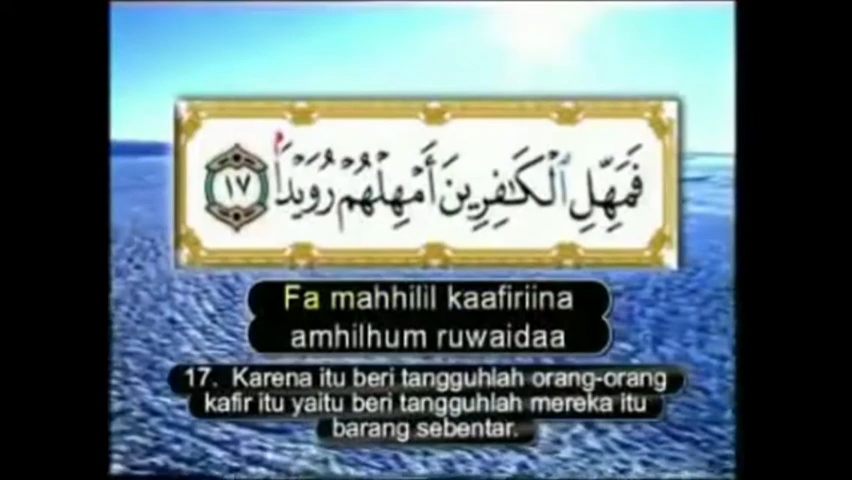 فَمَهِّلِ ٱلْكَـٰفِرِينَ أَمْهِلْهُمْ رُوَيْدَۢا ١٧
Fa mahhilil kaafiriina
amhilhum ruwaidaa
17. Karena itu beri tangguhlah orang-orang
kafir itu yaitu beri tangguhlah mereka itu
barang sebentar.